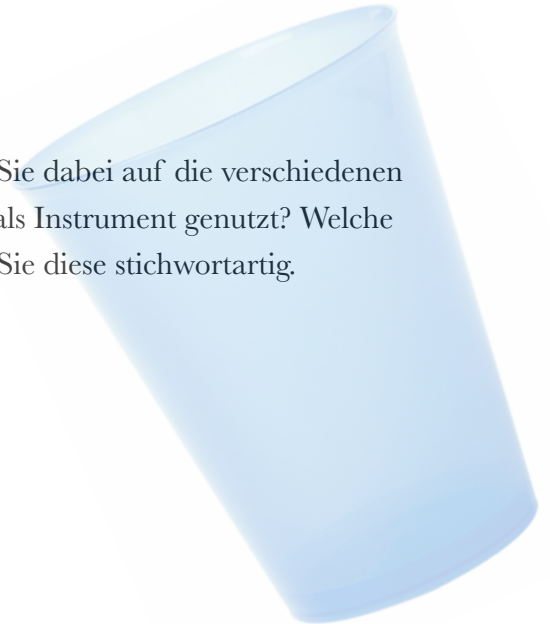 Sie dabei auf die verschiedenen
als Instrument genutzt? Welche
Sie diese stichwortartig.